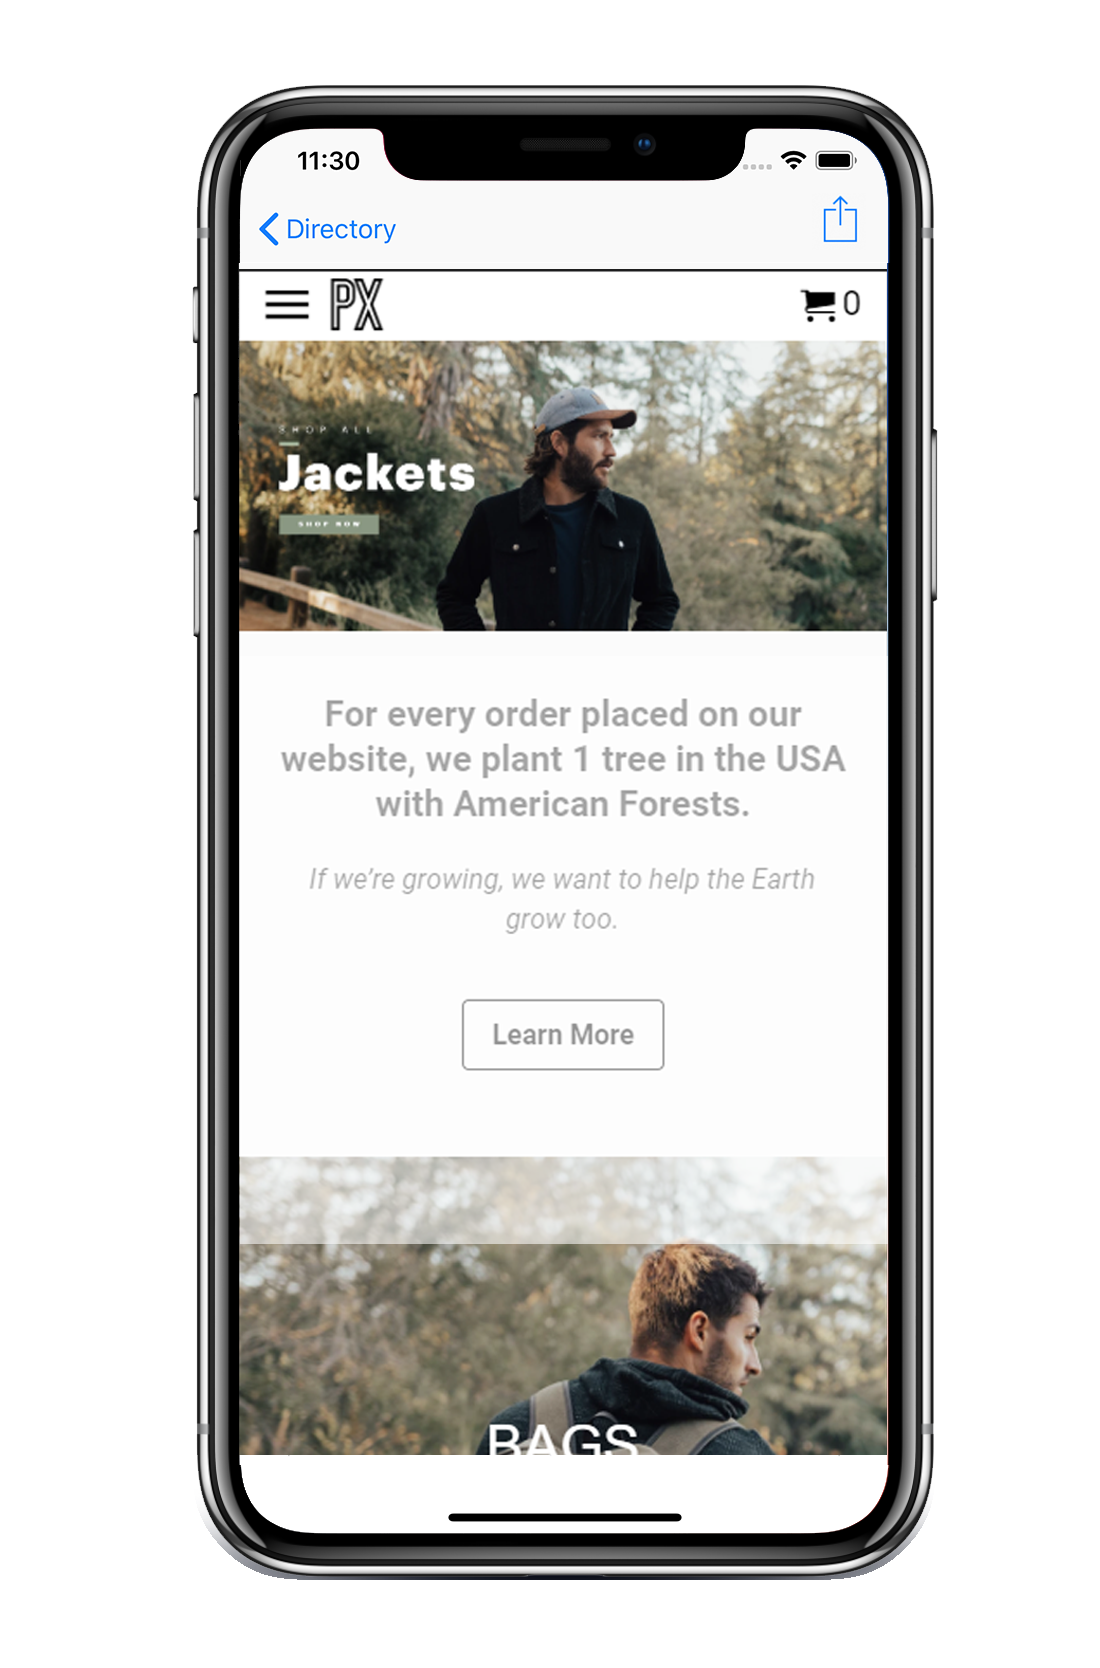 11:30
Directory
PX
0
SHOP ALL
Jackets
SHOP NOW
For every order placed on our
website, we plant 1 tree in the USA
with American Forests.
If we're growing, we want to help the Earth
grow too.
Learn More
BAGS